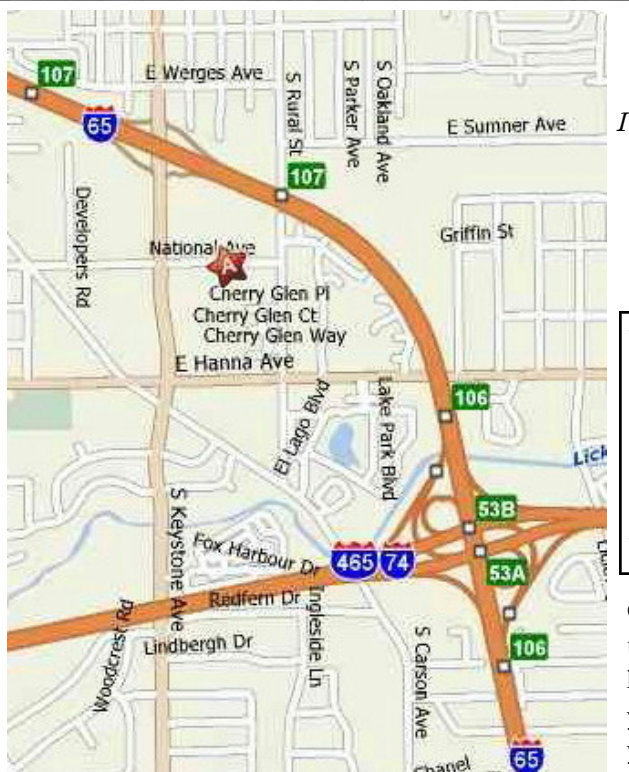 107
E Werges Ave
65
S Rural St
S Parker Ave
S Oakland Ave
E Sumner Ave
107
Developers Rd
National Ave
A
Griffin St
Cherry Glen Pl
Cherry Glen Ct
Cherry Glen Way
E Hanna Ave
106
El Lago Blvd
Lake Park Blvd
Lick
S Keystone Ave
53B
Fox Harbour Dr
465
74
53A
Redfern Dr
Ingleside Ln
Woodcrest Rd
Lindbergh Dr
S Carson Ave
106
65
Chapel